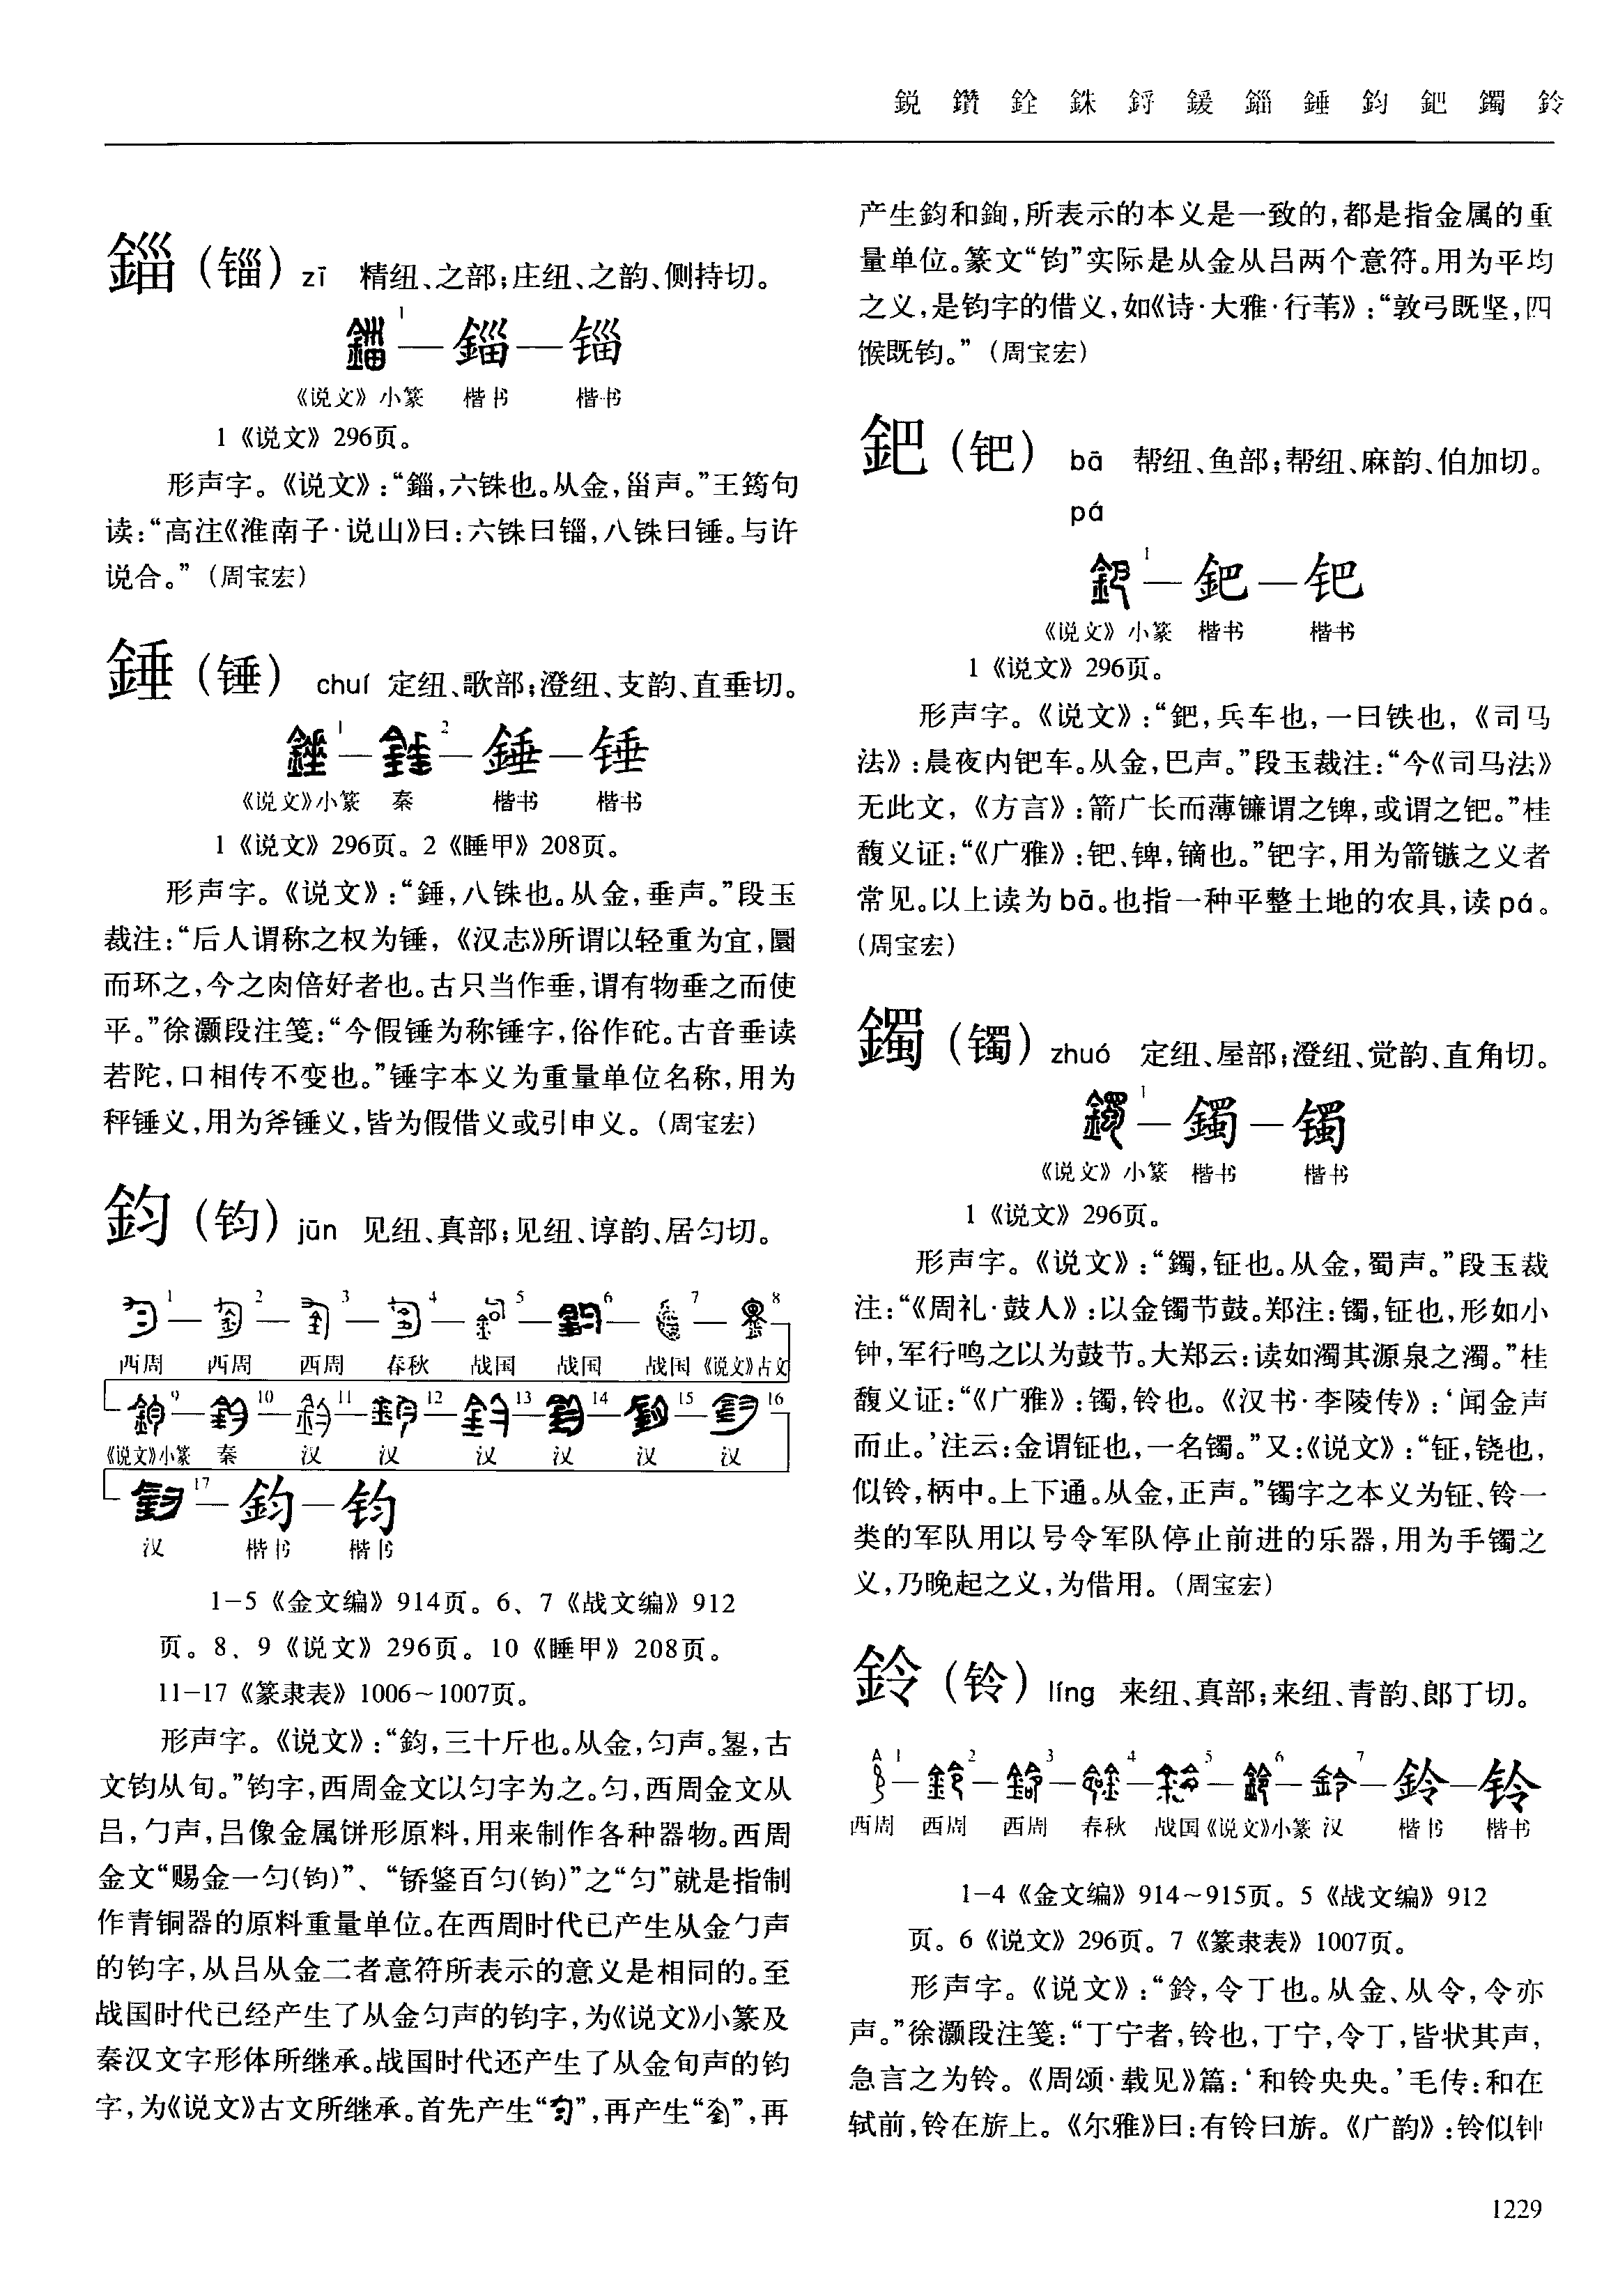 鋭 鑽 銓 銖 鋝 鍰 錙 錘 鈞 鈀 鐲 鈴
錙（锱）zī 精纽、之部；庄纽、之韵、侧持切。
1
—錙—锱
《说文》小篆 楷书 楷书
1《说文》296页。
形声字。《说文》：“錙，六铢也。从金，甾声。”王筠句
读：“高注《淮南子·说山》曰：六铢曰锱，八铢曰锤。与许
说合。”（周宝宏）
錘（锤） chuí 定纽、歌部；澄纽、支韵、直垂切。
1 2
— —錘—锤
《说文》小篆 秦 楷书 楷书
1《说文》296页。2《睡甲》208页。
形声字。《说文》：“錘，八铢也。从金，垂声。”段玉
裁注：“后人谓称之权为锤，《汉志》所谓以轻重为宜，圜
而环之，今之肉倍好者也。古只当作垂，谓有物垂之而使
平。”徐灏段注笺：“今假锤为称锤字，俗作砣。古音垂读
若陀，口相传不变也。”锤字本义为重量单位名称，用为
秤锤义，用为斧锤义，皆为假借义或引申义。（周宝宏）
鈞（钧）jūn 见纽、真部；见纽、谆韵、居匀切。
1 2 3 4 5 6 7 8
西周 西周 西周 春秋 战国 战国 战国《说文》古文
9 10 11 12 13 14 15 16
《说文》小篆 秦 汉 汉 汉 汉 汉 汉
17
—鈞—钧
汉 楷书 楷书
1-5《金文编》914页。6、7《战文编》912
页。8、9《说文》296页。10《睡甲》208页。
11-17《篆隶表》1006～1007页。
形声字。《说文》：“鈞，三十斤也。从金，匀声。銞，古
文钧从旬。”钧字，西周金文以匀字为之。匀，西周金文从
吕，勹声，吕像金属饼形原料，用来制作各种器物。西周
金文“赐金一匀(钧)”、“鋚百匀(钧)”之“匀”就是指制
作青铜器的原料重量单位。在西周时代已产生从金勹声
的钧字，从吕从金二者意符所表示的意义是相同的。至
战国时代已经产生了从金匀声的钧字，为《说文》小篆及
秦汉文字形体所继承。战国时代还产生了从金旬声的钧
字，为《说文》古文所继承。首先产生“”，再产生“”，再
产生鈞和銁，所表示的本义是一致的，都是指金属的重
量单位。篆文“钧”实际是从金从吕两个意符。用为平均
之义，是钧字的借义，如《诗·大雅·行苇》：“敦弓既坚，四
鍭既钧。”（周宝宏）
鈀（钯） bā 帮纽、鱼部；帮纽、麻韵、伯加切。
pá
1
—鈀—钯
《说文》小篆 楷书 楷书
1《说文》296页。
形声字。《说文》：“鈀，兵车也，一曰铁也，《司马
法》：晨夜内钯车。从金，巴声。”段玉裁注：“今《司马法》
无此文，《方言》：箭广长而薄镰谓之錍，或谓之钯。”桂
馥义证：“《广雅》：钯、錍，镝也。”钯字，用为箭镞之义者
常见。以上读为bā。也指一种平整土地的农具，读pá。
（周宝宏）
鐲（镯）zhuó 定纽、屋部；澄纽、觉韵、直角切。
1
—鐲—镯
《说文》小篆 楷书 楷书
1《说文》296页。
形声字。《说文》：“鐲，钲也。从金，蜀声。”段玉裁
注：“《周礼·鼓人》：以金镯节鼓。郑注：镯，钲也，形如小
钟，军行鸣之以为鼓节。大郑云：读如濁其源泉之濁。”桂
馥义证：“《广雅》：镯，铃也。《汉书·李陵传》：‘闻金声
而止。’注云：金谓钲也，一名镯。”又：《说文》：“钲，铙也，
似铃，柄中。上下通。从金，正声。”镯字之本义为钲、铃一
类的军队用以号令军队停止前进的乐器，用为手镯之
义，乃晚起之义，为借用。（周宝宏）
鈴（铃）líng 来纽、真部；来纽、青韵、郎丁切。
A 1 2 3 4 5 6 7
—鈴—铃
西周 西周 西周 春秋 战国《说文》小篆 汉 楷书 楷书
1-4《金文编》914～915页。5《战文编》912
页。6《说文》296页。7《篆隶表》1007页。
形声字。《说文》：“鈴，令丁也。从金、从令，令亦
声。”徐灏段注笺：“丁宁者，铃也，丁宁，令丁，皆状其声，
急言之为铃。《周颂·载见》篇：‘和铃央央。’毛传：和在
轼前，铃在旂上。《尔雅》曰：有铃曰旂。《广韵》：铃似钟
1229